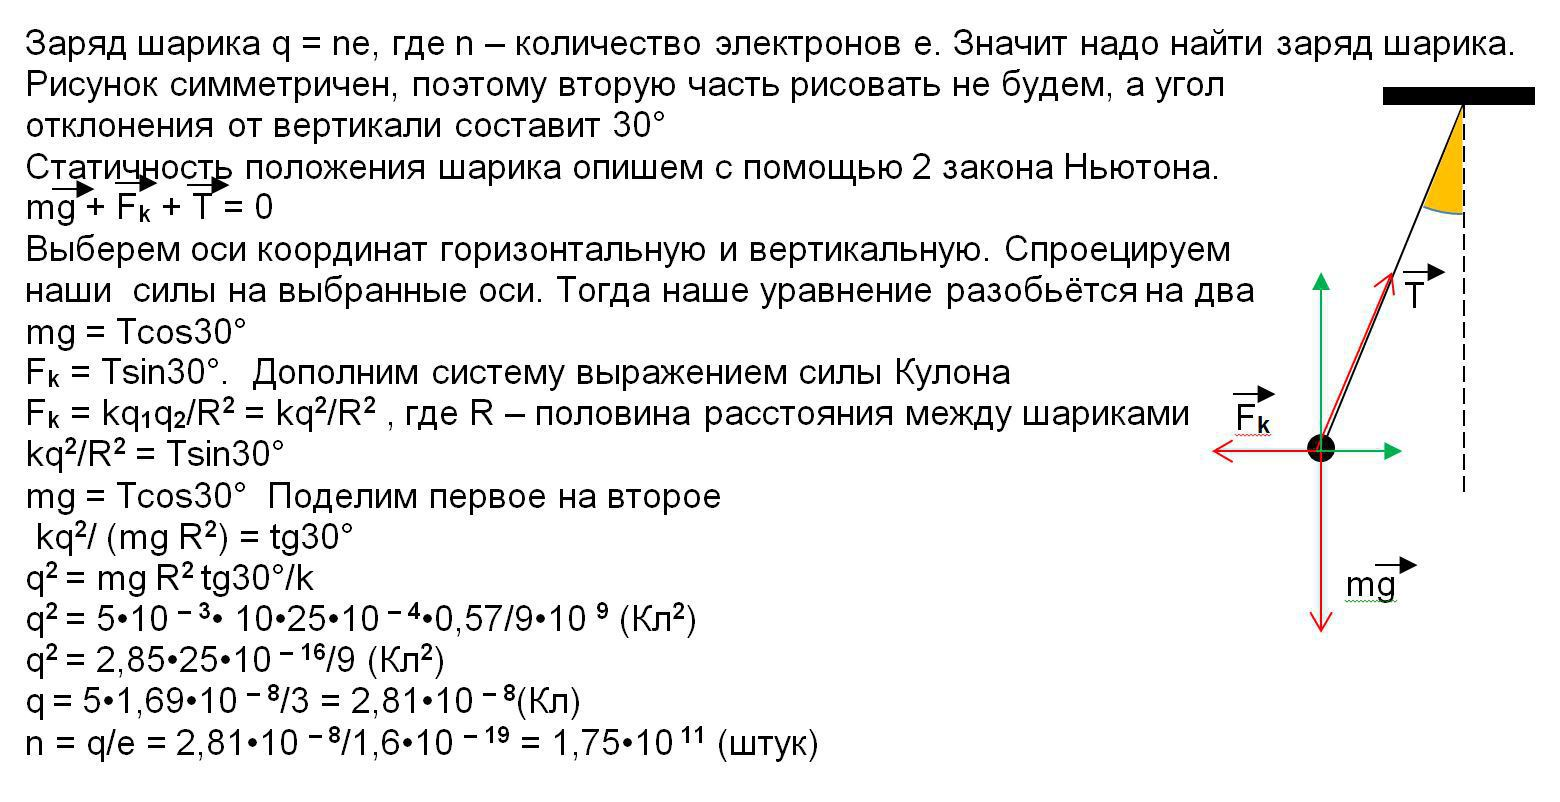 Заряд шарика q = ne, где n – количество электронов e. Значит надо найти заряд шарика.
Рисунок симметричен, поэтому вторую часть рисовать не будем, а угол
отклонения от вертикали составит 30°
Статичность положения шарика опишем с помощью 2 закона Ньютона.
mg + Fk + T = 0
Выберем оси координат горизонтальную и вертикальную. Спроецируем
наши силы на выбранные оси. Тогда наше уравнение разобьётся на два
mg = Tcos30°
Fk = Tsin30°. Дополним систему выражением силы Кулона
Fk = kq₁q₂/R² = kq²/R² , где R – половина расстояния между шариками
kq²/R² = Tsin30°
mg = Tcos30° Поделим первое на второе
kq²/ (mg R²) = tg30°
q² = mg R² tg30°/k
q² = 5•10 ⁻ ³• 10•25•10 ⁻ ⁴•0,57/9•10 ⁹ (Кл²)
q² = 2,85•25•10 ⁻ ¹⁶/9 (Кл²)
q = 5•1,69•10 ⁻ ⁸/3 = 2,81•10 ⁻ ⁸(Кл)
n = q/e = 2,81•10 ⁻ ⁸/1,6•10 ⁻ ¹⁹ = 1,75•10 ¹¹ (штук)
T
Fk
mg